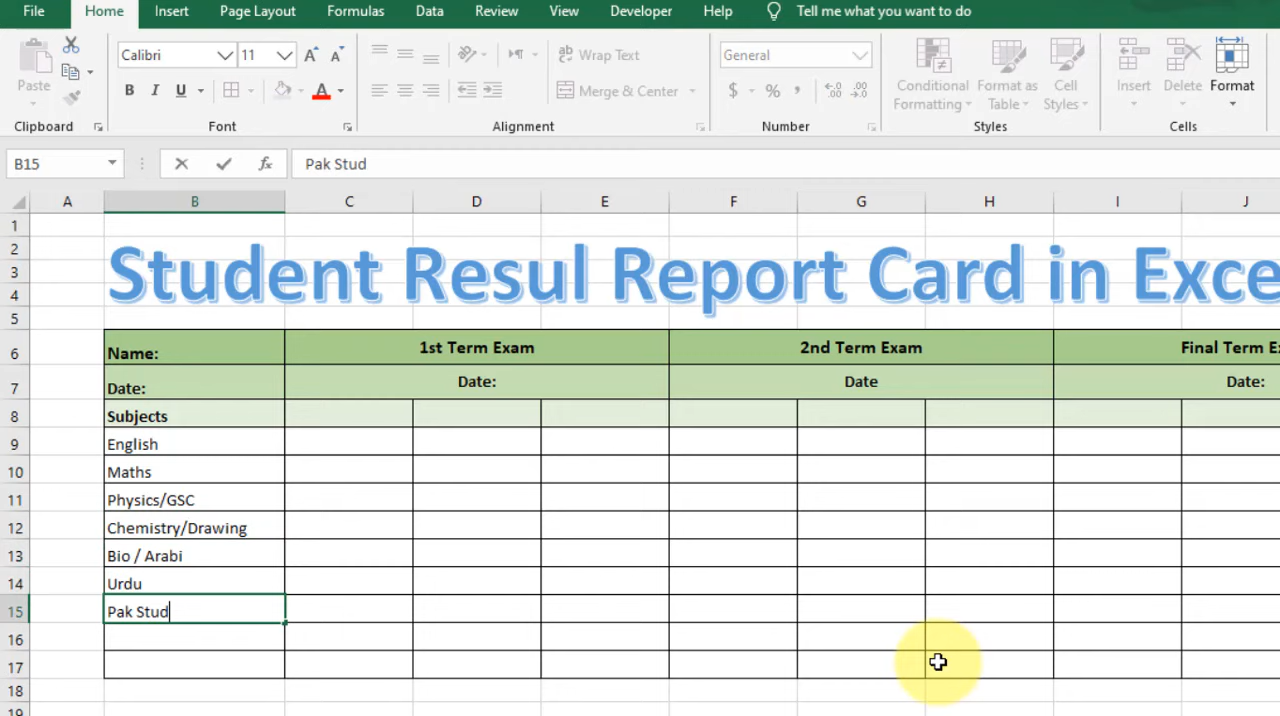 File Home Insert Page Layout Formulas Data Review View Developer Help Tell me what you want to do
Calibri 11 Wrap Text General
Paste B I U A Merge & Center $ % , Conditional Formatting Format as Table Cell Styles Insert Delete Format
Clipboard Font Alignment Number Styles Cells
B15 fx Pak Stud
A B C D E F G H I J
1
2
3
4
Student Resul Report Card in Exce
5
6 Name: 1st Term Exam 2nd Term Exam Final Term E
7 Date: Date: Date Date:
8 Subjects
9 English
10 Maths
11 Physics/GSC
12 Chemistry/Drawing
13 Bio / Arabi
14 Urdu
15 Pak Stud
16
17
18
19